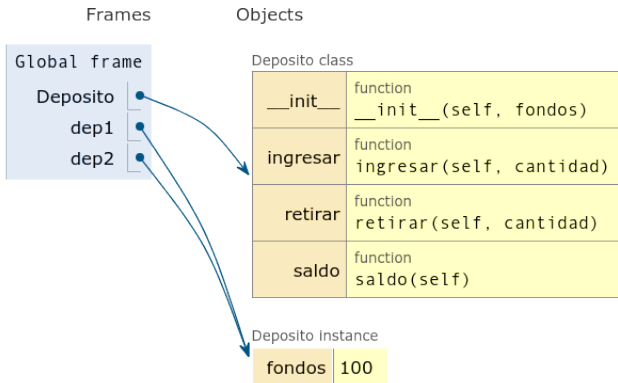 Frames Objects
Global frame
Deposito
dep1
dep2
Deposito class
__init__ function
__init__(self, fondos)
ingresar function
ingresar(self, cantidad)
retirar function
retirar(self, cantidad)
saldo function
saldo(self)
Deposito instance
fondos 100